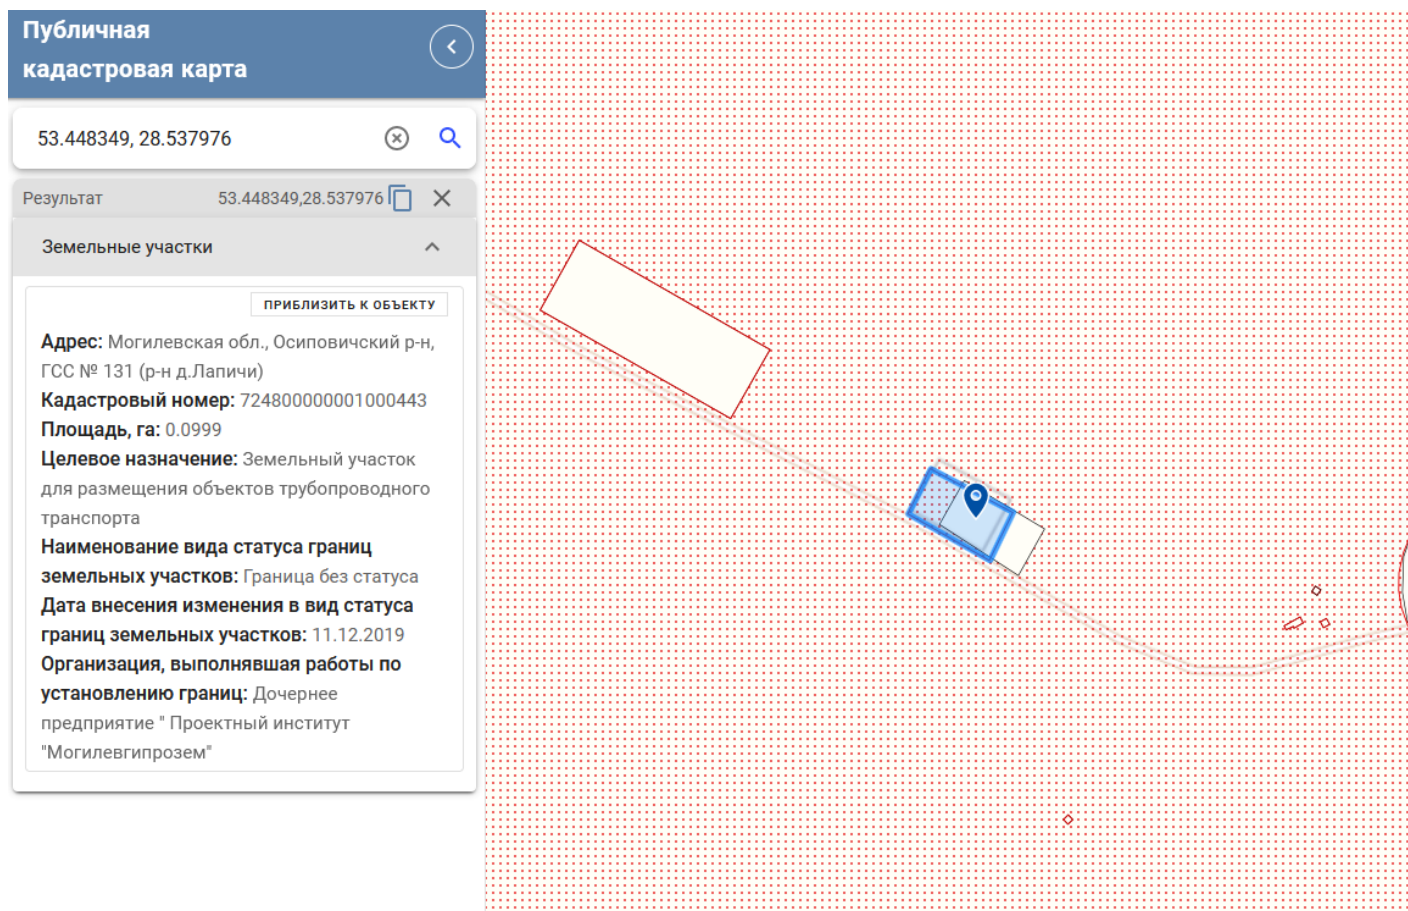 Публичная
кадастровая карта
53.448349, 28.537976
Результат 53.448349,28.537976
Земельные участки
ПРИБЛИЗИТЬ К ОБЪЕКТУ
Адрес: Могилевская обл., Осиповичский р-н,
ГСС № 131 (р-н д.Лапичи)
Кадастровый номер: 724800000001000443
Площадь, га: 0.0999
Целевое назначение: Земельный участок
для размещения объектов трубопроводного
транспорта
Наименование вида статуса границ
земельных участков: Граница без статуса
Дата внесения изменения в вид статуса
границ земельных участков: 11.12.2019
Организация, выполнявшая работы по
установлению границ: Дочернее
предприятие " Проектный институт
"Могилевгипрозем"